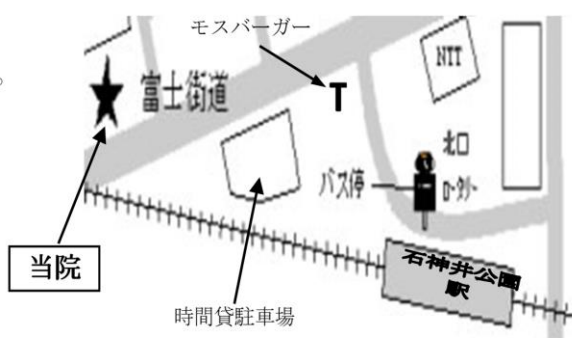 モスバーガー
。
富士街道
T
NTT
北口
ロータリー
バス停
当院
石神井公園
駅
時間貸駐車場